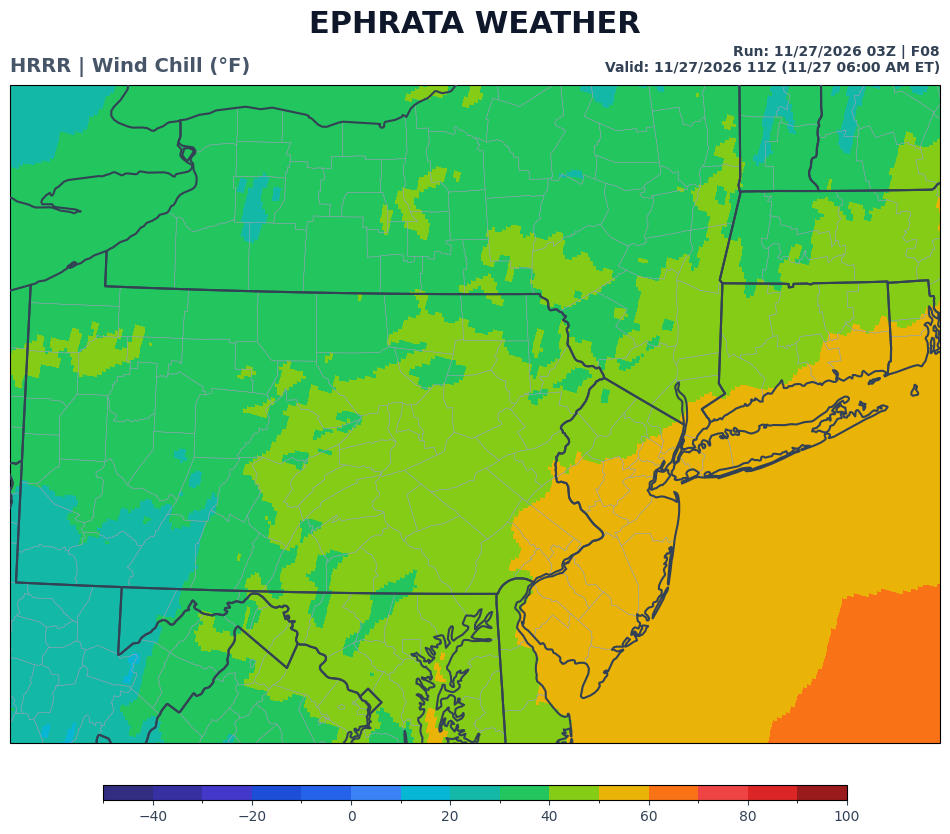 EPHRATA WEATHER
HRRR | Wind Chill (°F)
Run: 11/27/2026 03Z | F08
Valid: 11/27/2026 11Z (11/27 06:00 AM ET)
−40 −20 0 20 40 60 80 100